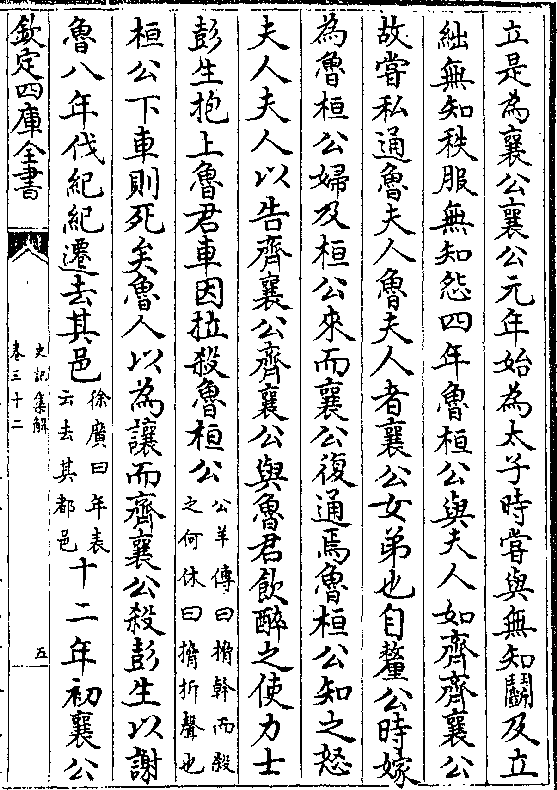 立是為襄公襄公元年始為太子時嘗與無知鬭及立
絀無知秩服無知怨四年魯桓公與夫人如齊齊襄公
故嘗私通魯夫人魯夫人者襄公女弟也自釐公時嫁
為魯桓公婦及桓公來而襄公復通焉魯桓公知之怒
夫人夫人以告齊襄公齊襄公與魯君飲醉之使力士
彭生抱上魯君車因拉殺魯桓公公羊傳曰搚幹而殺之何休曰搚折聲也
桓公下車則死矣魯人以為讓而齊襄公殺彭生以謝
魯八年伐紀紀遷去其邑徐廣曰年表云去其都邑十二年初襄公
欽定四庫全書
史記集解
卷三十二
五